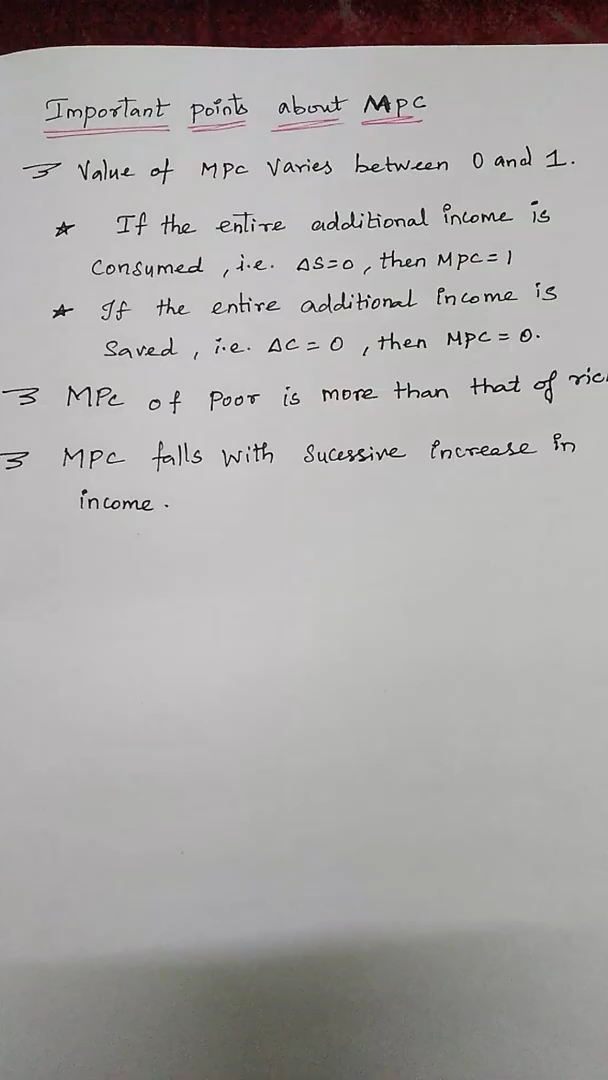 Important points about MPC
Value of MPC Varies between 0 and 1.
★ If the entire additional income is
Consumed, i.e. ΔS=0, then MPC=1
★ If the entire additional income is
Saved, i.e. ΔC = 0, then MPC = 0.
MPC of Poor is more than that of rich
MPC falls with Sucessive increase in
income.